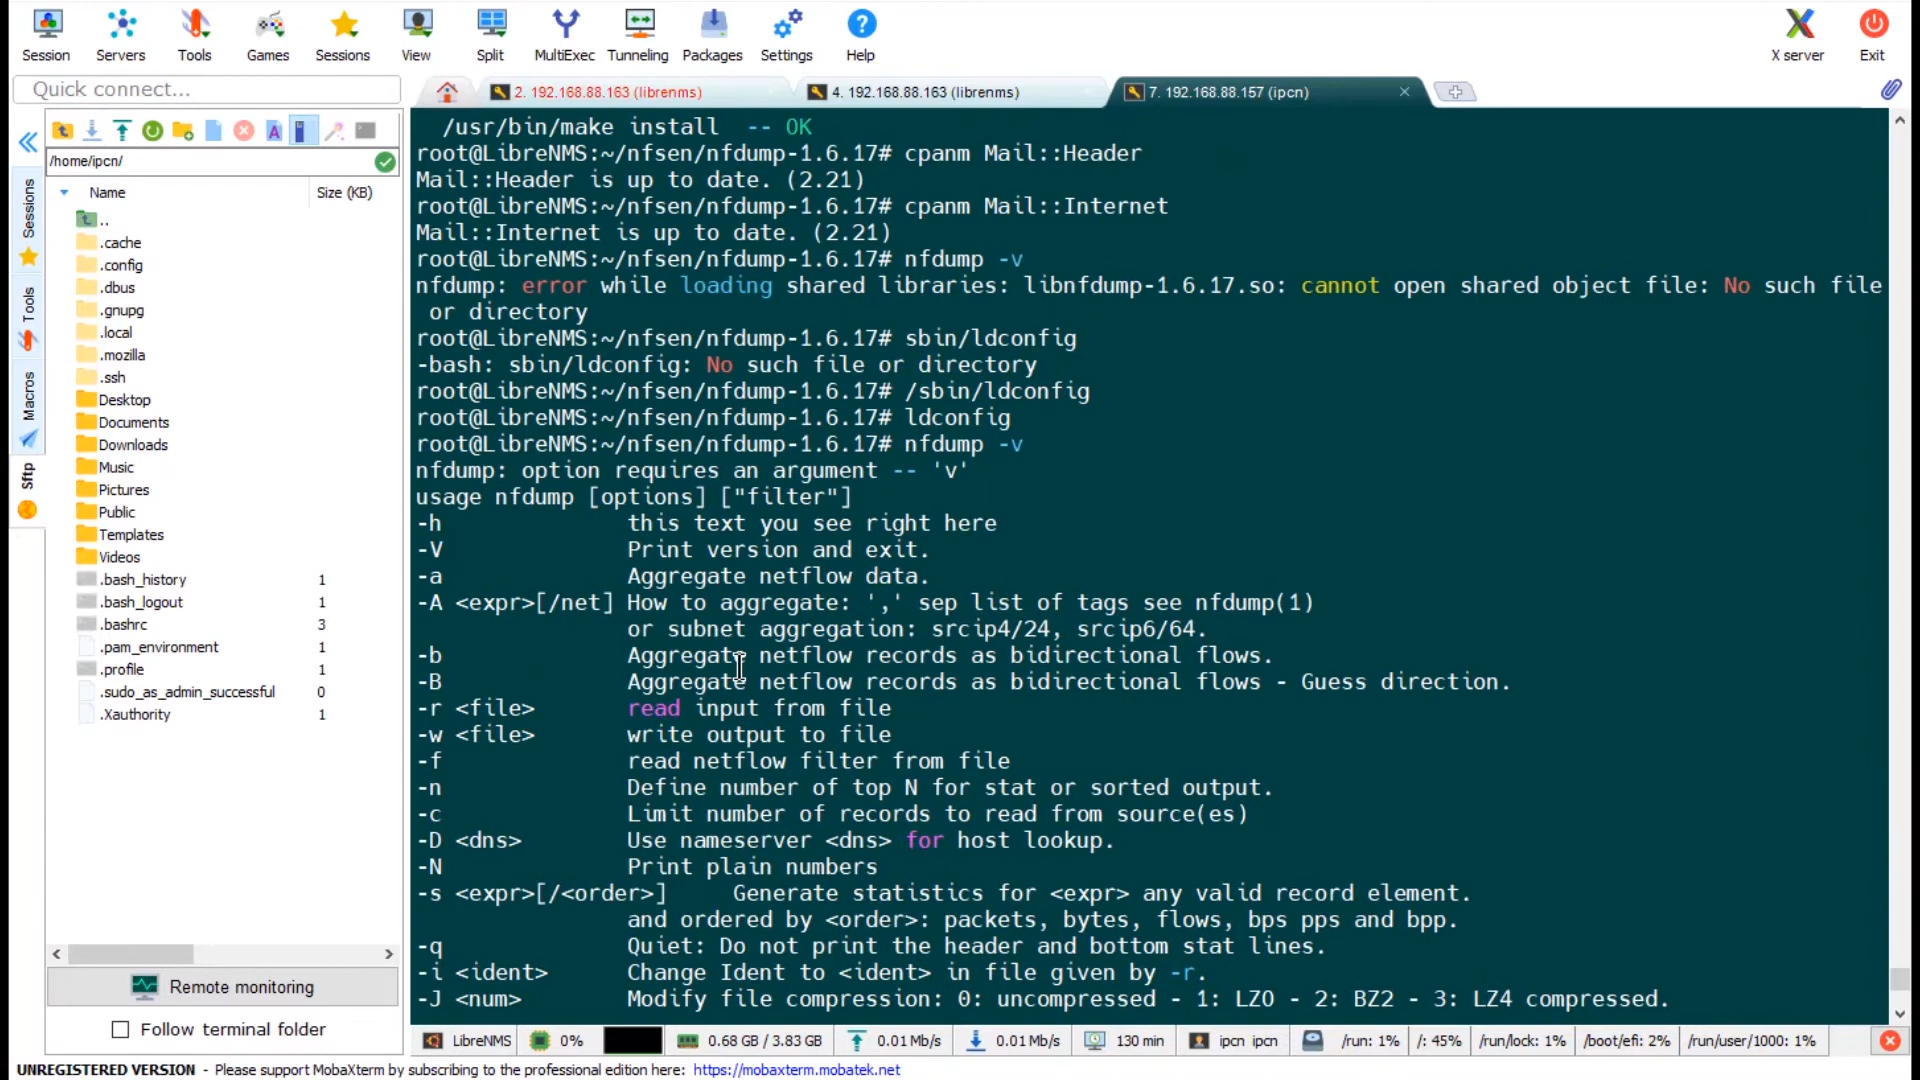 Session Servers Tools Games Sessions View Split MultiExec Tunneling Packages Settings Help X server Exit
Quick connect...
2. 192.168.88.163 (librenms)
4. 192.168.88.163 (librenms)
7. 192.168.88.157 (ipcn)
/home/ipcn/
Name Size (KB)
..
.cache
.config
.dbus
.gnupg
.local
.mozilla
.ssh
Desktop
Documents
Downloads
Music
Pictures
Public
Templates
Videos
.bash_history 1
.bash_logout 1
.bashrc 3
.pam_environment 1
.profile 1
.sudo_as_admin_successful 0
.Xauthority 1
Sessions
Tools
Macros
Sftp
Remote monitoring
Follow terminal folder
/usr/bin/make install -- OK
root@LibreNMS:~/nfsen/nfdump-1.6.17# cpanm Mail::Header
Mail::Header is up to date. (2.21)
root@LibreNMS:~/nfsen/nfdump-1.6.17# cpanm Mail::Internet
Mail::Internet is up to date. (2.21)
root@LibreNMS:~/nfsen/nfdump-1.6.17# nfdump -v
nfdump: error while loading shared libraries: libnfdump-1.6.17.so: cannot open shared object file: No such file
or directory
root@LibreNMS:~/nfsen/nfdump-1.6.17# sbin/ldconfig
-bash: sbin/ldconfig: No such file or directory
root@LibreNMS:~/nfsen/nfdump-1.6.17# /sbin/ldconfig
root@LibreNMS:~/nfsen/nfdump-1.6.17# ldconfig
root@LibreNMS:~/nfsen/nfdump-1.6.17# nfdump -v
nfdump: option requires an argument -- 'v'
usage nfdump [options] ["filter"]
-h this text you see right here
-V Print version and exit.
-a Aggregate netflow data.
-A <expr>[/net] How to aggregate: ',' sep list of tags see nfdump(1)
or subnet aggregation: srcip4/24, srcip6/64.
-b Aggregate netflow records as bidirectional flows.
-B Aggregate netflow records as bidirectional flows - Guess direction.
-r <file> read input from file
-w <file> write output to file
-f read netflow filter from file
-n Define number of top N for stat or sorted output.
-c Limit number of records to read from source(es)
-D <dns> Use nameserver <dns> for host lookup.
-N Print plain numbers
-s <expr>[/<order>] Generate statistics for <expr> any valid record element.
and ordered by <order>: packets, bytes, flows, bps pps and bpp.
-q Quiet: Do not print the header and bottom stat lines.
-i <ident> Change Ident to <ident> in file given by -r.
-J <num> Modify file compression: 0: uncompressed - 1: LZO - 2: BZ2 - 3: LZ4 compressed.
LibreNMS 0% 0.68 GB / 3.83 GB 0.01 Mb/s 0.01 Mb/s 130 min ipcn ipcn /run: 1% /: 45% /run/lock: 1% /boot/efi: 2% /run/user/1000: 1%
UNREGISTERED VERSION - Please support MobaXterm by subscribing to the professional edition here: https://mobaxterm.mobatek.net